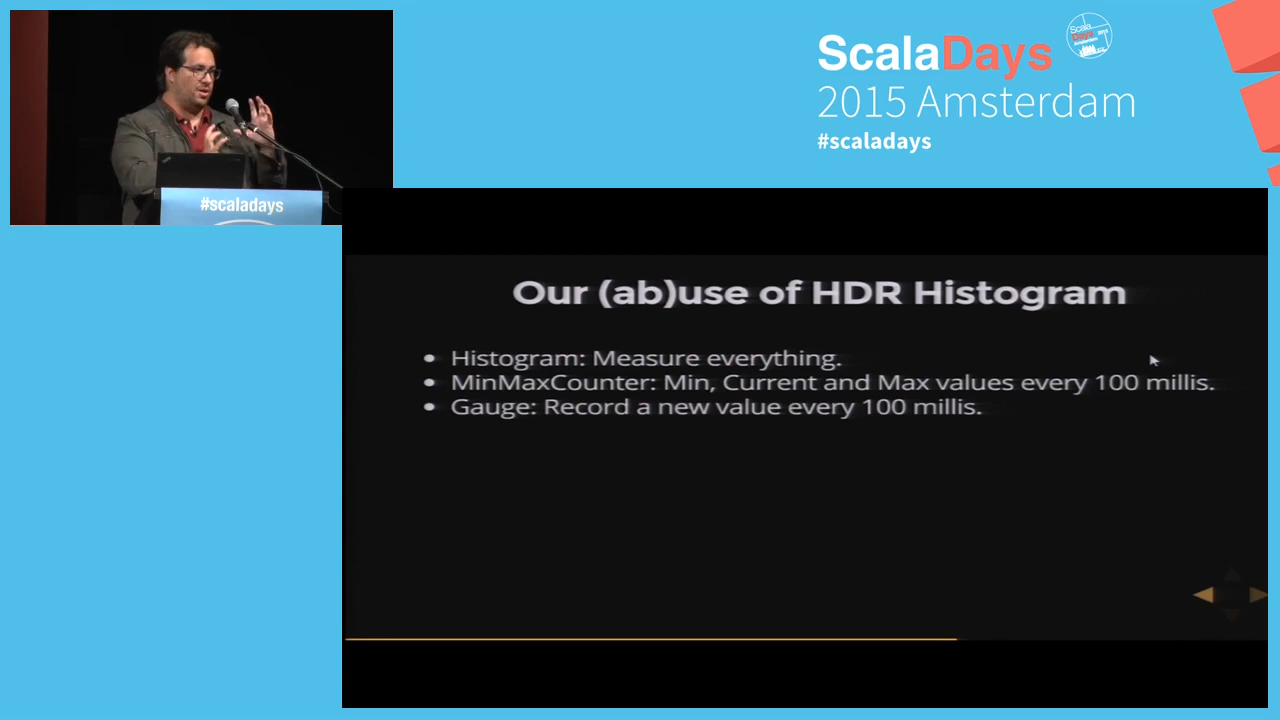 ScalaDays
2015 Amsterdam
#scaladays
#scaladays
Our (ab)use of HDR Histogram
• Histogram: Measure everything.
• MinMaxCounter: Min, Current and Max values every 100 millis.
• Gauge: Record a new value every 100 millis.